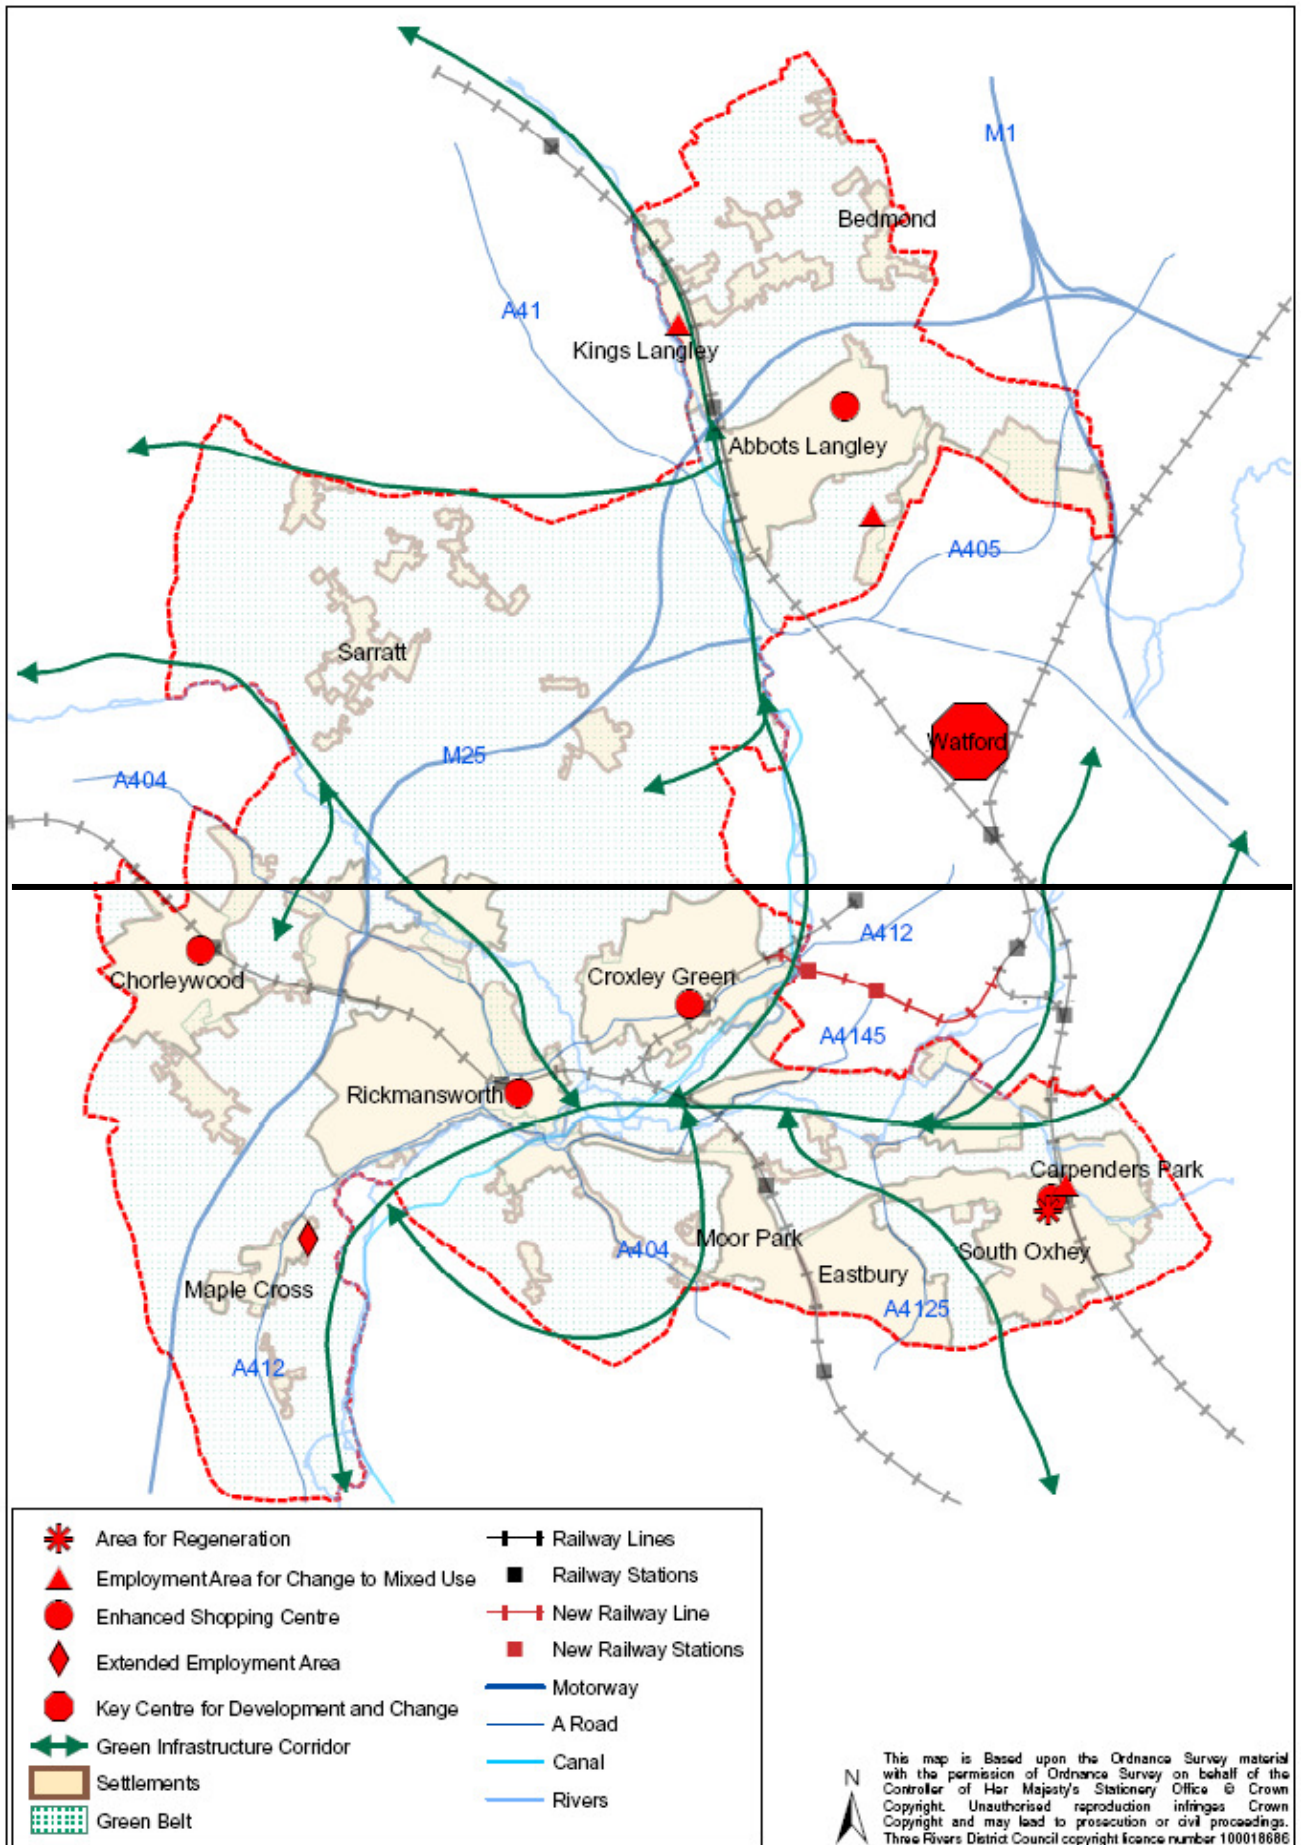 M1
Bedmond
A41
Kings Langley
Abbots Langley
A405
Sarratt
Watford
M25
A404
A412
Chorleywood
Croxley Green
A4145
Rickmansworth
Carpenders Park
Moor Park
A404
South Oxhey
Eastbury
Maple Cross
A4125
A412
Area for Regeneration
Employment Area for Change to Mixed Use
Enhanced Shopping Centre
Extended Employment Area
Key Centre for Development and Change
Green Infrastructure Corridor
Settlements
Green Belt
Railway Lines
Railway Stations
New Railway Line
New Railway Stations
Motorway
A Road
Canal
Rivers
N
This map is Based upon the Ordnance Survey material
with the permission of Ordnance Survey on behalf of the
Controller of Her Majesty's Stationery Office © Crown
Copyright. Unauthorised reproduction infringes Crown
Copyright and may lead to prosecution or civil proceedings.
Three Rivers District Council copyright licence number 100018686